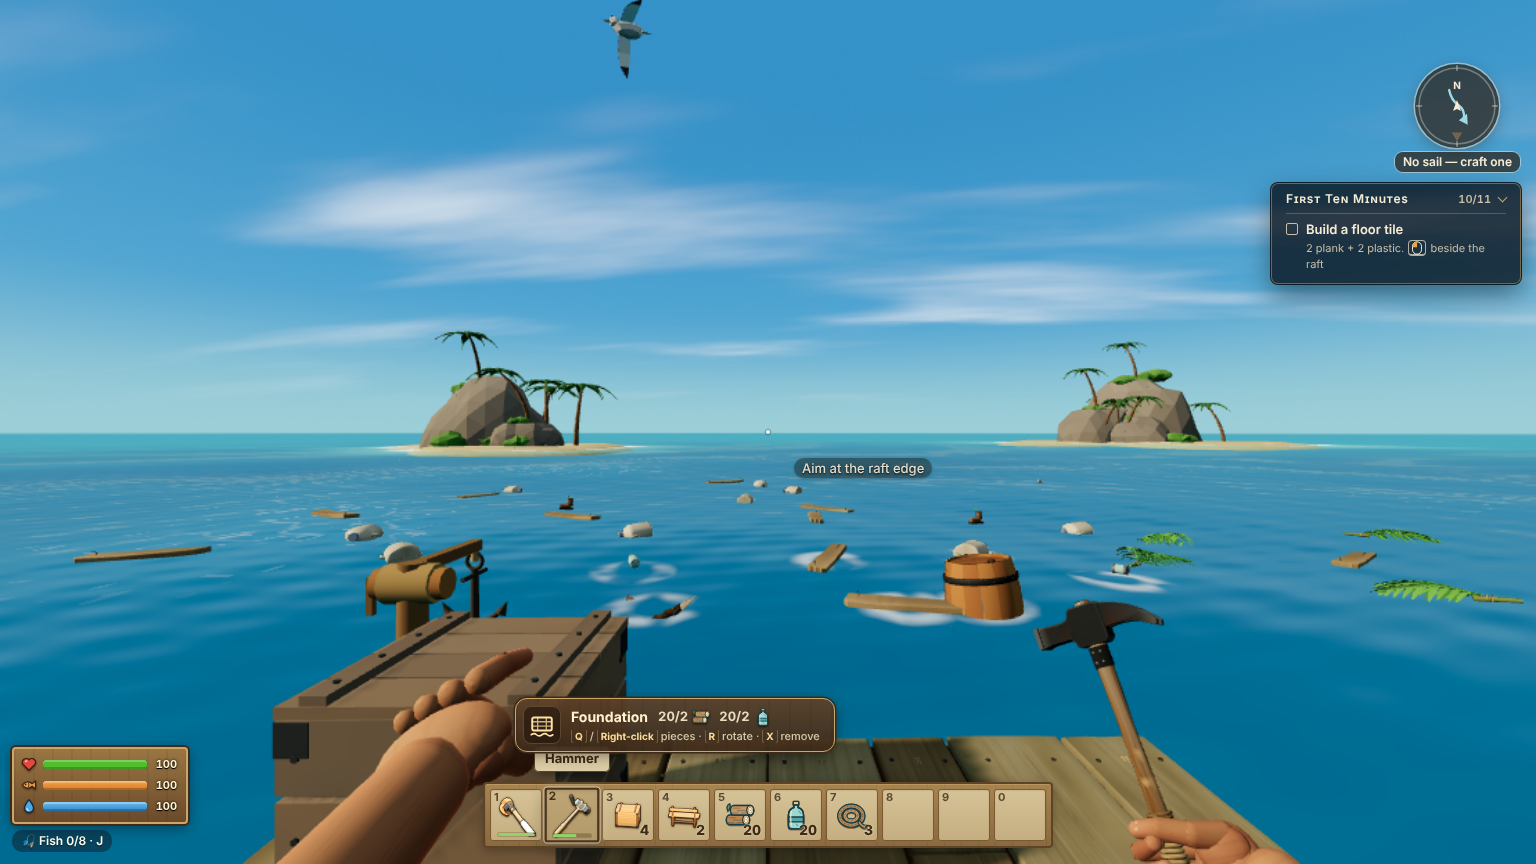 N
No sail — craft one
First Ten Minutes 10/11
Build a floor tile
2 plank + 2 plastic. beside the
raft
Aim at the raft edge
Foundation 20/2 20/2
Q / Right-click pieces · R rotate · X remove
Hammer
100
100
100
Fish 0/8 · J
1 2 3 4 5 6 7 8 9 0
4 2 20 20 3